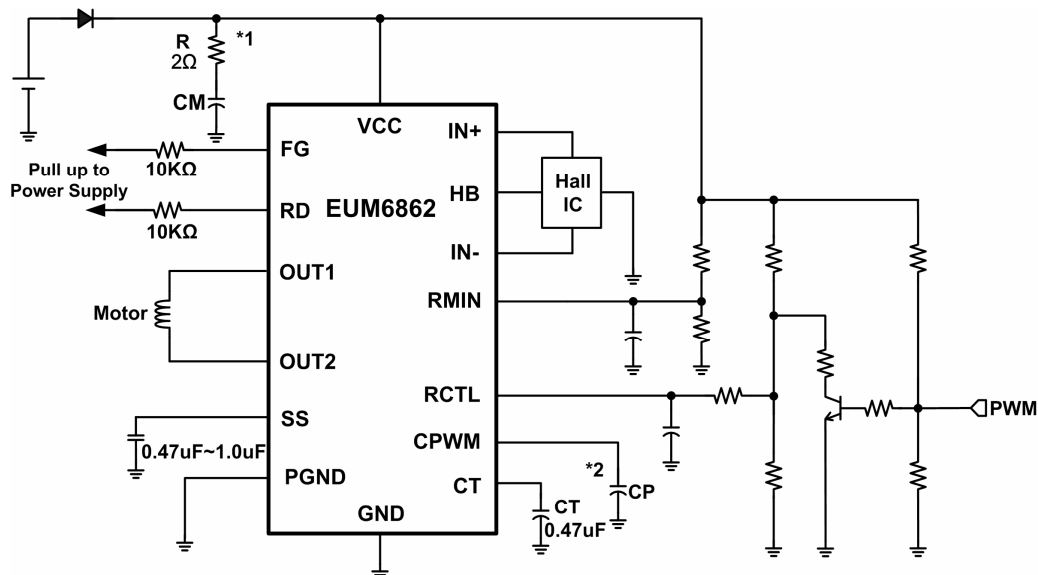 R
2Ω
*1
CM
VCC
IN+
FG
10KΩ
Pull up to
Power Supply
HB
Hall
IC
EUM6862
RD
10KΩ
IN-
OUT1
RMIN
Motor
OUT2
RCTL
PWM
SS
0.47uF~1.0uF
CPWM
*2
CP
PGND
CT
CT
0.47uF
GND